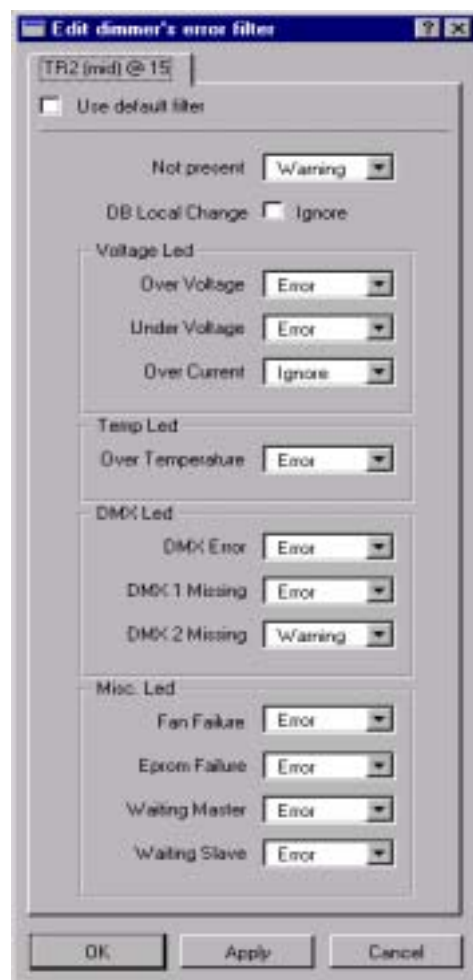 Edit dimmer's error filter
TR2 (mid) @ 15
Use default filter
Not present Warning
DB Local Change Ignore
Voltage Led
Over Voltage Error
Under Voltage Error
Over Current Ignore
Temp Led
Over Temperature Error
DMX Led
DMX Error Error
DMX 1 Missing Error
DMX 2 Missing Warning
Misc. Led
Fan Failure Error
Eprom Failure Error
Waiting Master Error
Waiting Slave Error
OK Apply Cancel